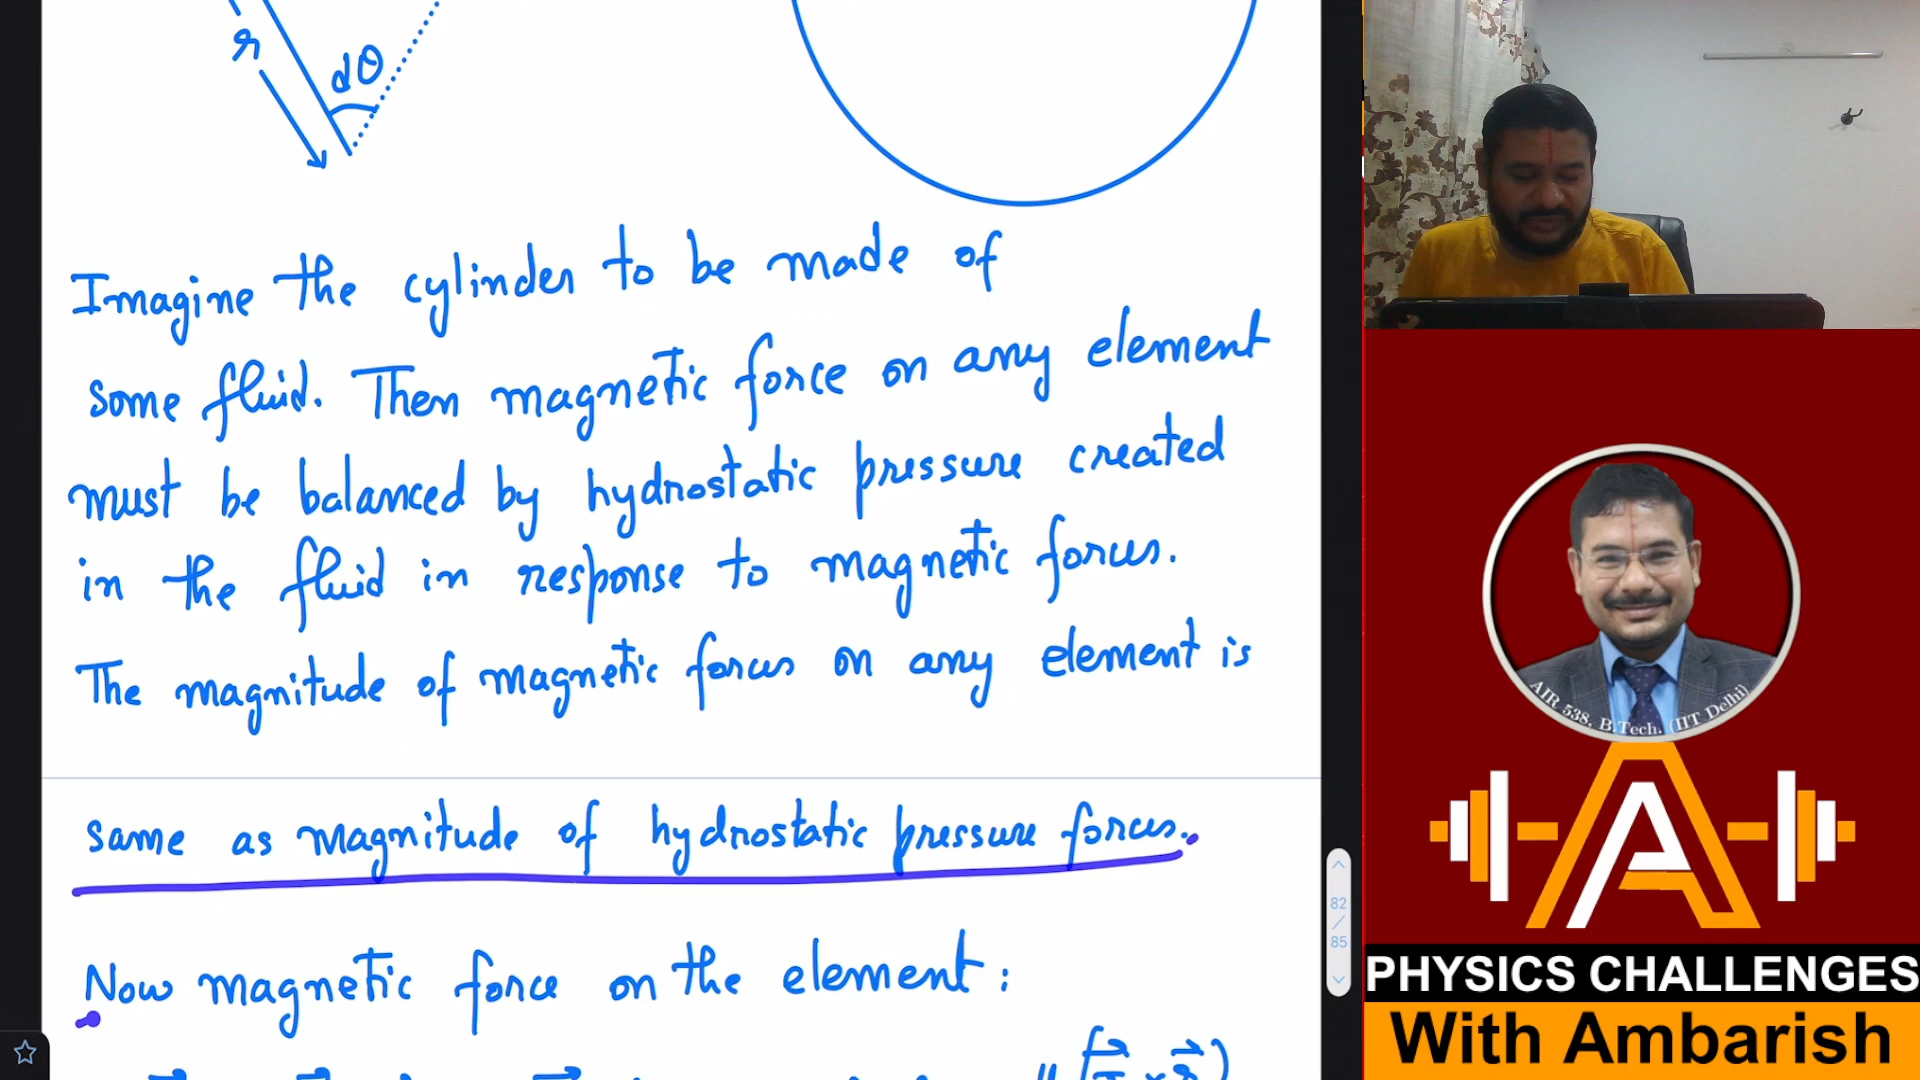 r
dθ
Imagine the cylinder to be made of
some fluid. Then magnetic force on any element
must be balanced by hydrostatic pressure created
in the fluid in response to magnetic forces.
The magnitude of magnetic forces on any element is
same as magnitude of hydrostatic pressure forces.
Now magnetic force on the element:
82
/
85
AIR 538, B.Tech. (IIT Delhi)
A
PHYSICS CHALLENGES
With Ambarish